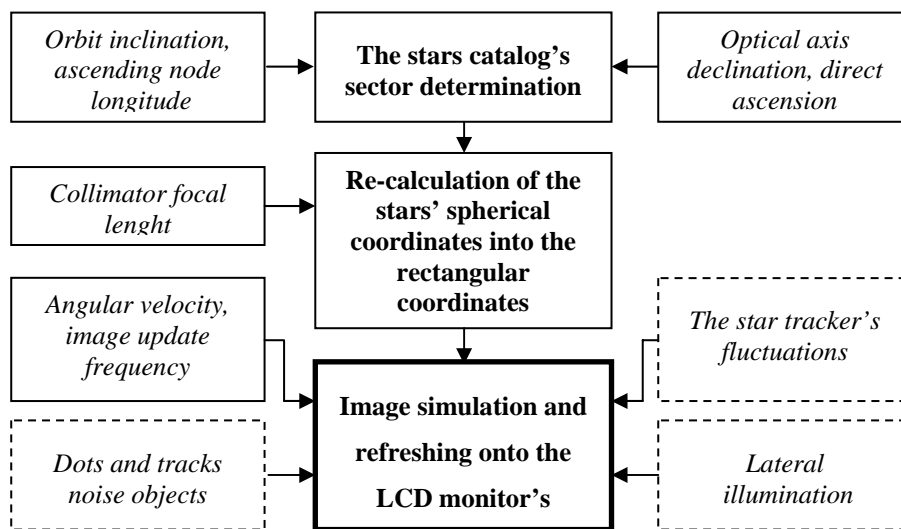 Orbit inclination,
ascending node
longitude
The stars catalog's
sector determination
Optical axis
declination, direct
ascension
Collimator focal
lenght
Re-calculation of the
stars' spherical
coordinates into the
rectangular
coordinates
Angular velocity,
image update
frequency
The star tracker's
fluctuations
Image simulation and
refreshing onto the
LCD monitor's
Dots and tracks
noise objects
Lateral
illumination